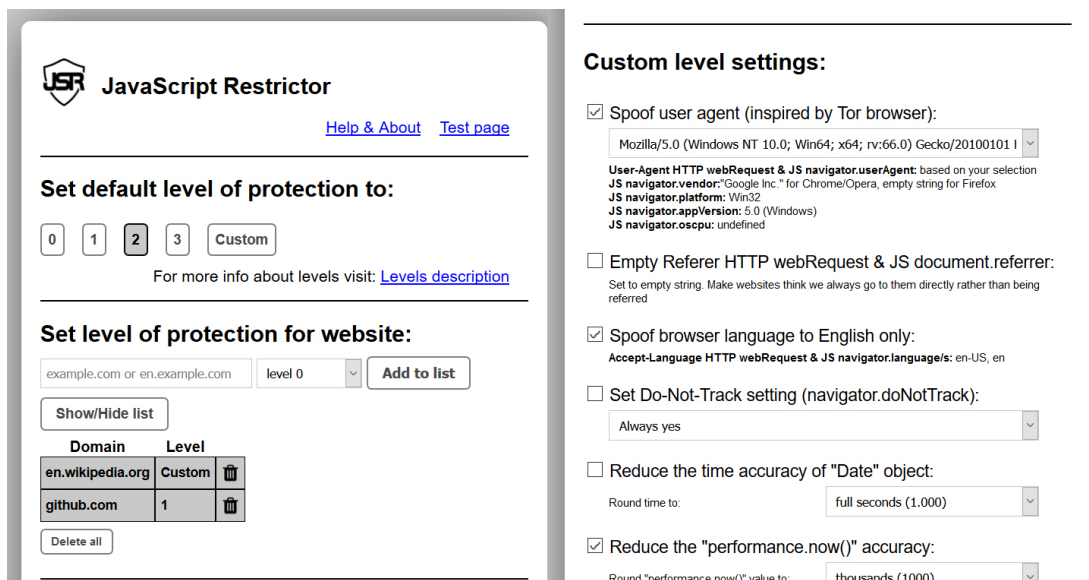 JSR
JavaScript Restrictor
Help & About Test page
Set default level of protection to:
0 1 2 3 Custom
For more info about levels visit: Levels description
Set level of protection for website:
example.com or en.example.com level 0 Add to list
Show/Hide list
Domain Level
en.wikipedia.org Custom
github.com 1
Delete all
Custom level settings:
Spoof user agent (inspired by Tor browser):
Mozilla/5.0 (Windows NT 10.0; Win64; x64; rv:66.0) Gecko/20100101
User-Agent HTTP webRequest & JS navigator.userAgent: based on your selection
JS navigator.vendor:"Google Inc." for Chrome/Opera, empty string for Firefox
JS navigator.platform: Win32
JS navigator.appVersion: 5.0 (Windows)
JS navigator.oscpu: undefined
Empty Referer HTTP webRequest & JS document.referrer:
Set to empty string. Make websites think we always go to them directly rather than being
referred
Spoof browser language to English only:
Accept-Language HTTP webRequest & JS navigator.language/s: en-US, en
Set Do-Not-Track setting (navigator.doNotTrack):
Always yes
Reduce the time accuracy of "Date" object:
Round time to: full seconds (1.000)
Reduce the "performance.now()" accuracy:
Round "performance.now()" value to: thousands (1000)